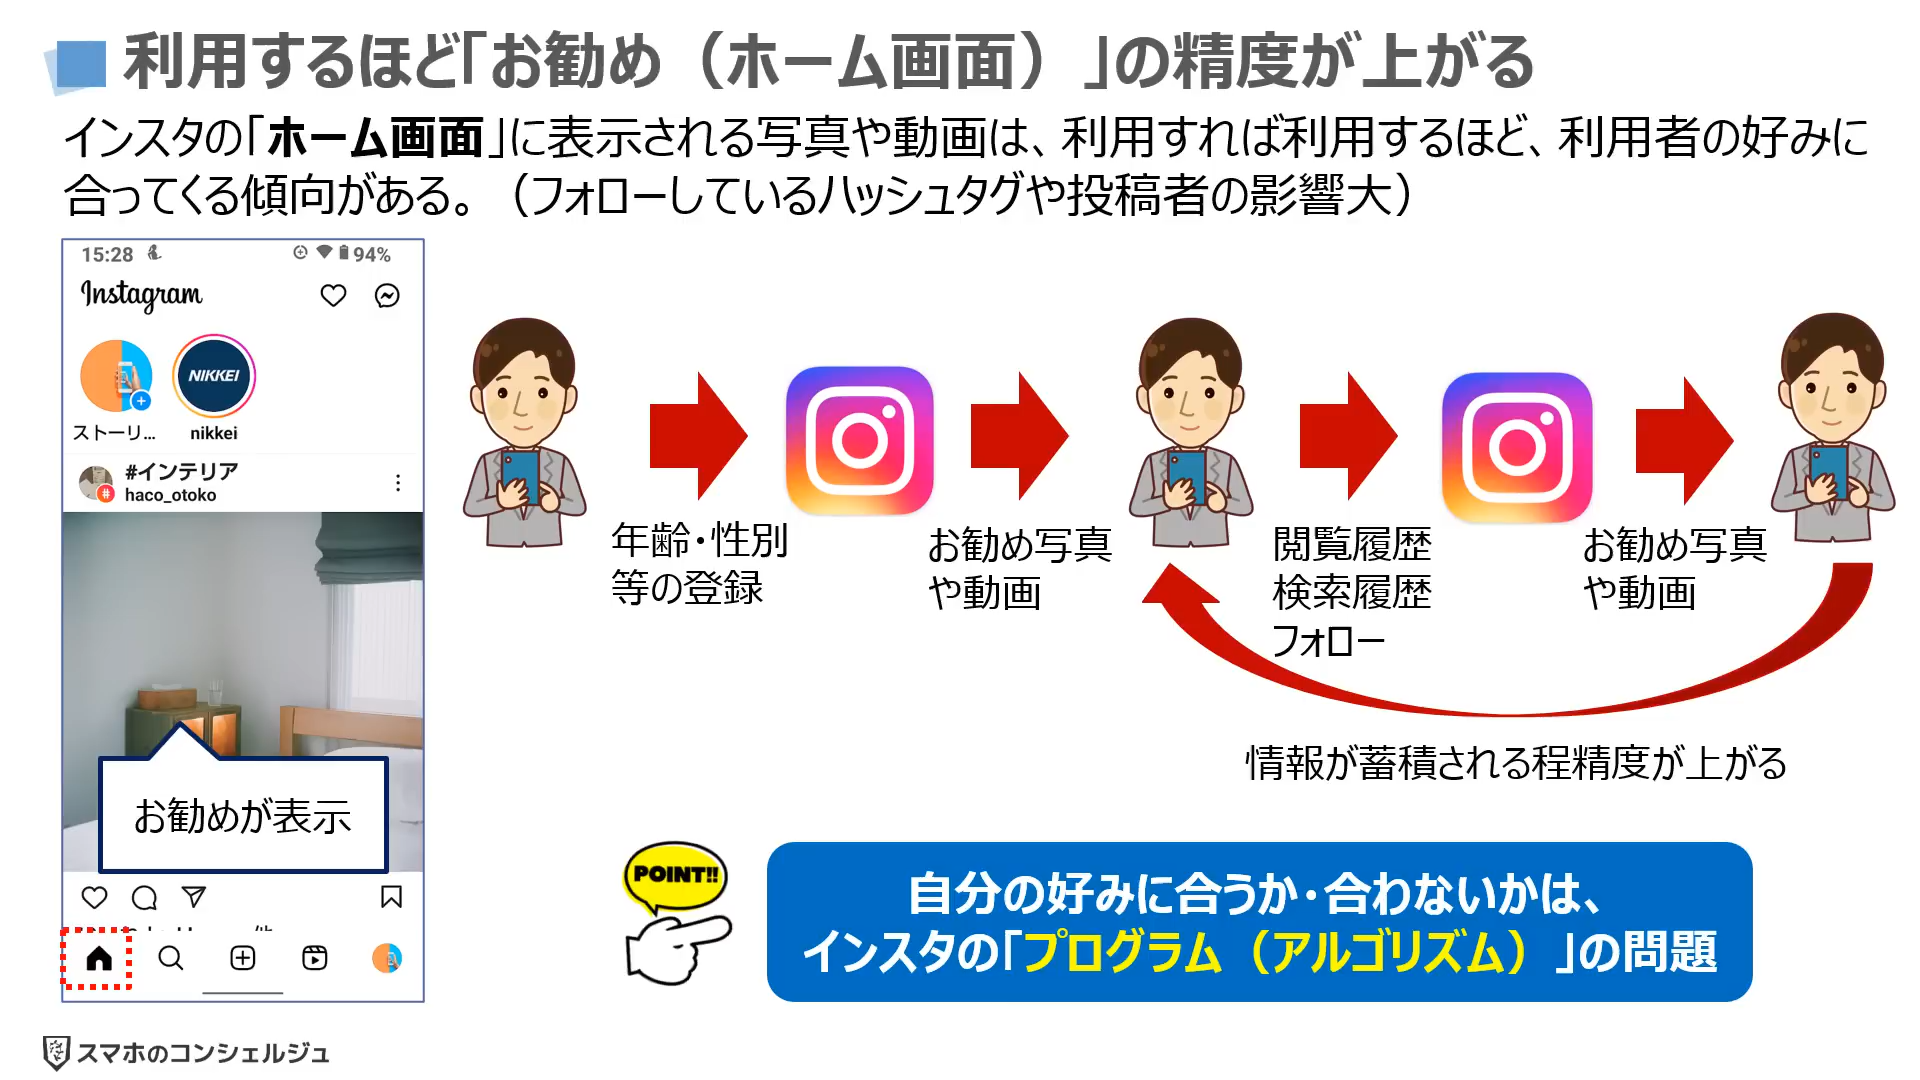 利用するほど「お勧め（ホーム画面）」の精度が上がる
インスタの「ホーム画面」に表示される写真や動画は、利用すれば利用するほど、利用者の好みに
合ってくる傾向がある。（フォローしているハッシュタグや投稿者の影響大）
15:28
94%
Instagram
NIKKEI
ストーリ...
nikkei
#インテリア
haco_otoko
お勧めが表示
年齢・性別
等の登録
お勧め写真
や動画
閲覧履歴
検索履歴
フォロー
お勧め写真
や動画
情報が蓄積される程精度が上がる
POINT!!
自分の好みに合うか・合わないかは、
インスタの「プログラム（アルゴリズム）」の問題
スマホのコンシェルジュ